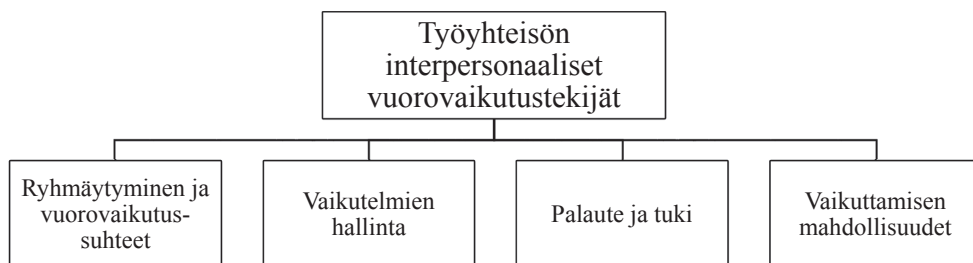 Työyhteisön
interpersonaaliset
vuorovaikutustekijät
Ryhmäytyminen ja
vuorovaikutus-
suhteet
Vaikutelmien
hallinta
Palaute ja tuki
Vaikuttamisen
mahdollisuudet